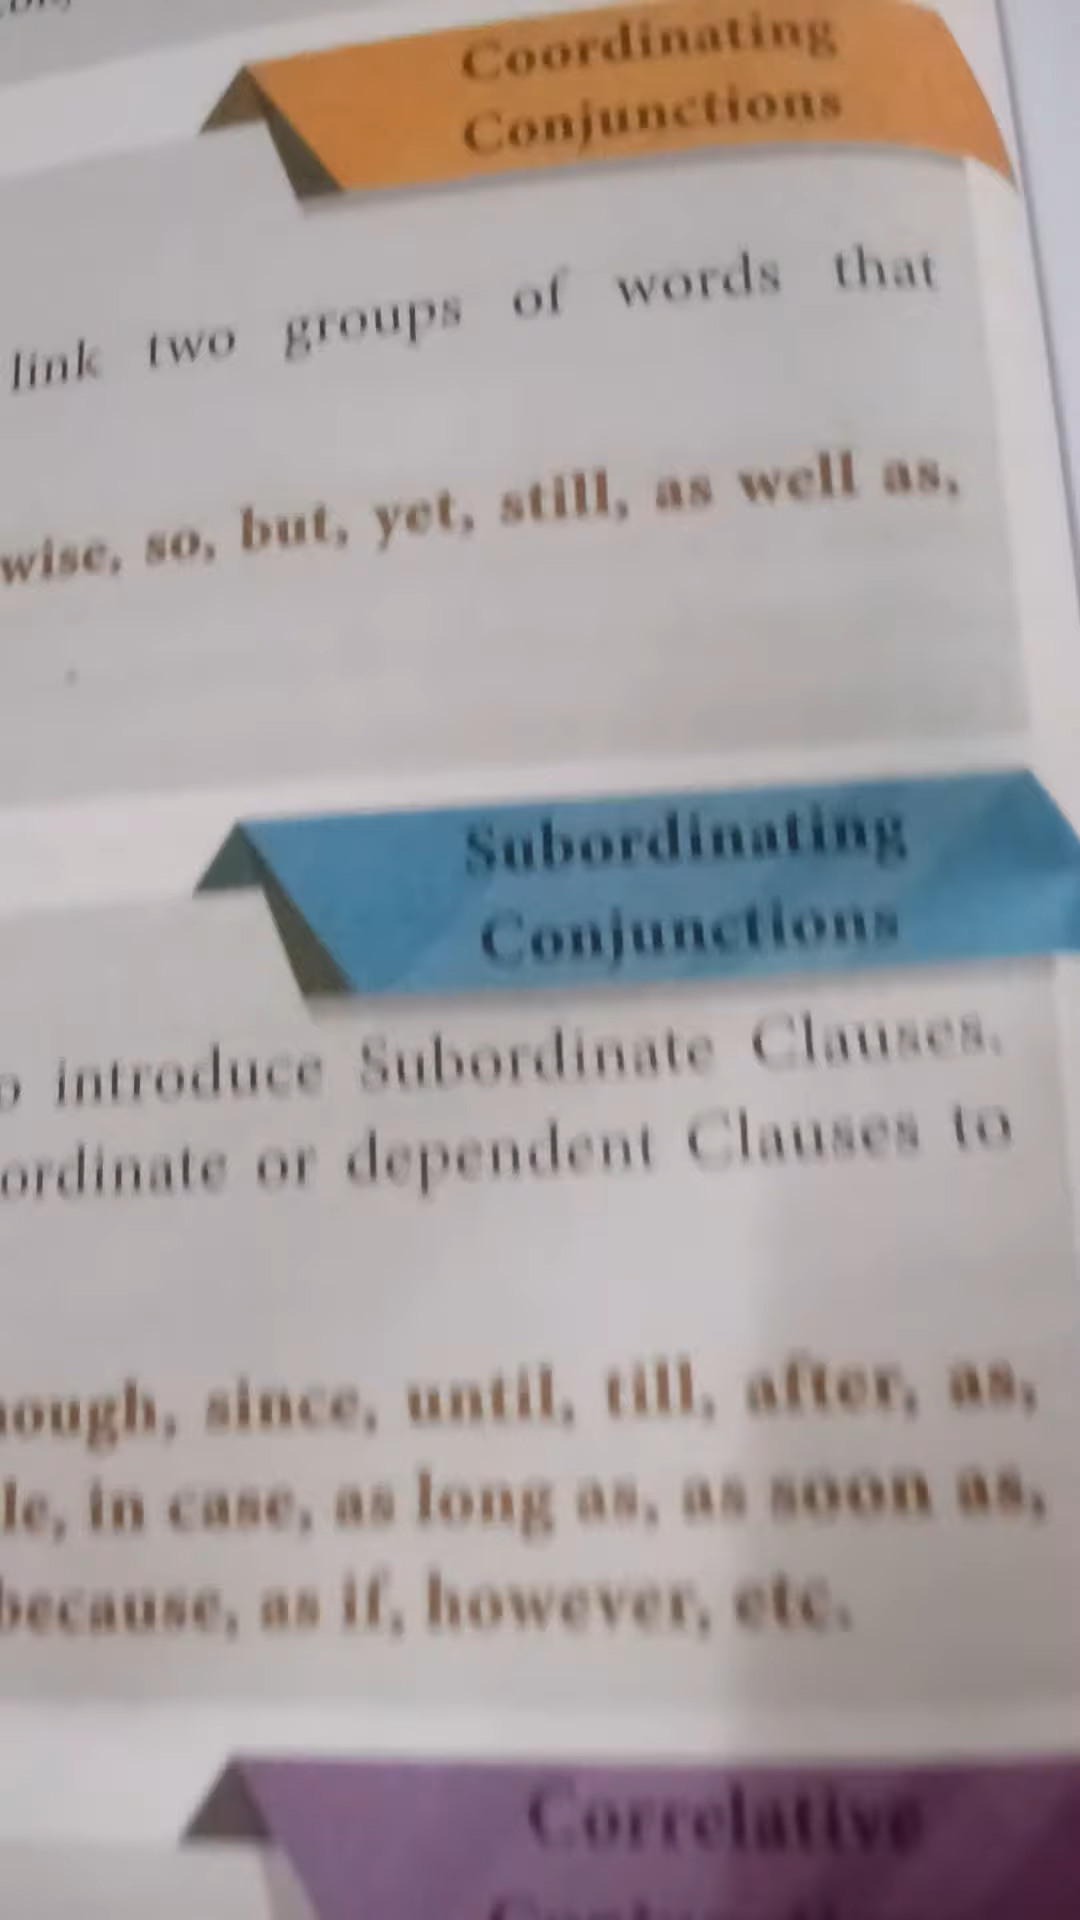 Coordinating
Conjunctions
link two groups of words that
wise, so, but, yet, still, as well as,
Subordinating
Conjunctions
introduce Subordinate Clauses.
ordinate or dependent Clauses to
ough, since, until, till, after, as,
le, in case, as long as, as soon as,
because, as if, however, etc.
Correlative